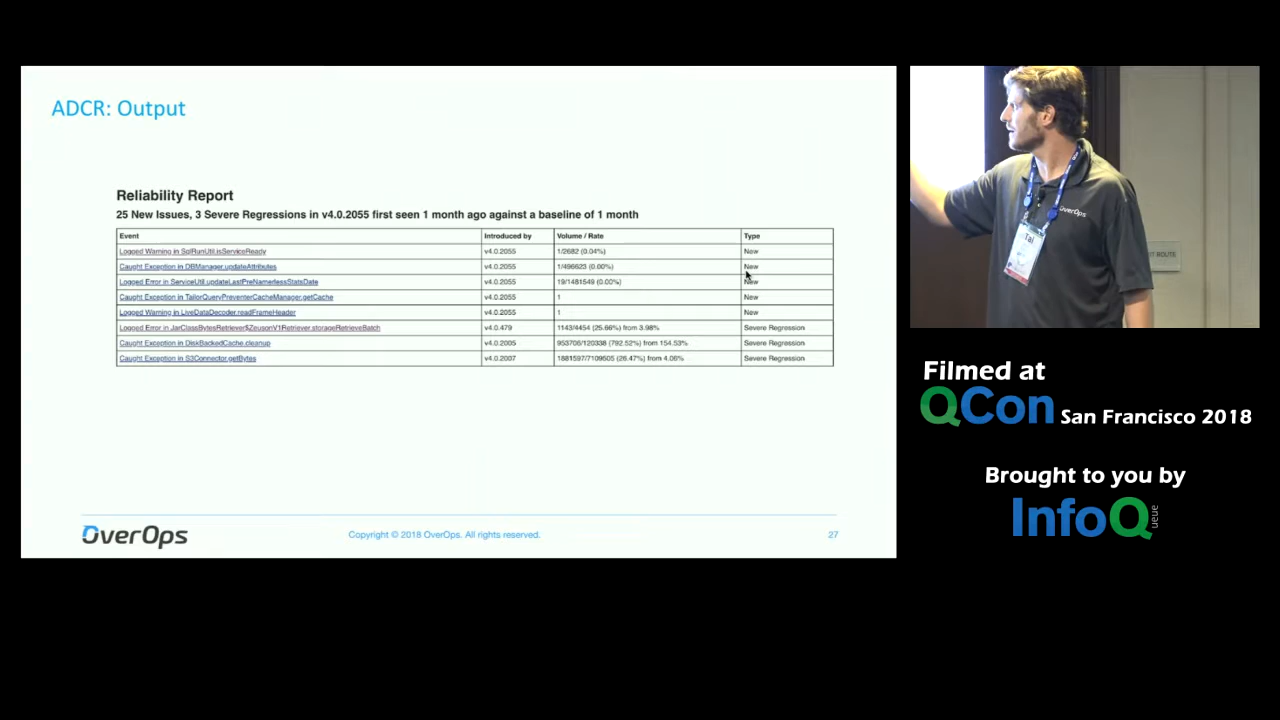 ADCR: Output
Reliability Report
25 New Issues, 3 Severe Regressions in v4.0.2055 first seen 1 month ago against a baseline of 1 month
Event Introduced by Volume / Rate Type
Logged Warning in SqlRunUtil.isServiceReady v4.0.2055 1/2682 (0.04%) New
Caught Exception in DBManager.updateAttributes v4.0.2055 1/496623 (0.00%) New
Logged Error in ServiceUtil.updateLastPreNamerlessStatsDate v4.0.2055 19/1481549 (0.00%) New
Caught Exception in TailorQueryPreventerCacheManager.getCache v4.0.2055 1 New
Logged Warning in LiveDataDecoder.readFrameHeader v4.0.2055 1 New
Logged Error in JarClassBytesRetriever$ZeusonV1Retriever.storageRetrieveBatch v4.0.479 1143/4454 (25.66%) from 3.98% Severe Regression
Caught Exception in DiskBackedCache.cleanup v4.0.2005 953706/120338 (792.52%) from 154.53% Severe Regression
Caught Exception in S3Connector.getBytes v4.0.2007 1881597/7109605 (26.47%) from 4.06% Severe Regression
OverOps Copyright © 2018 OverOps. All rights reserved. 27
OverOps
Tal
Filmed at
QCon San Francisco 2018
Brought to you by
InfoQ